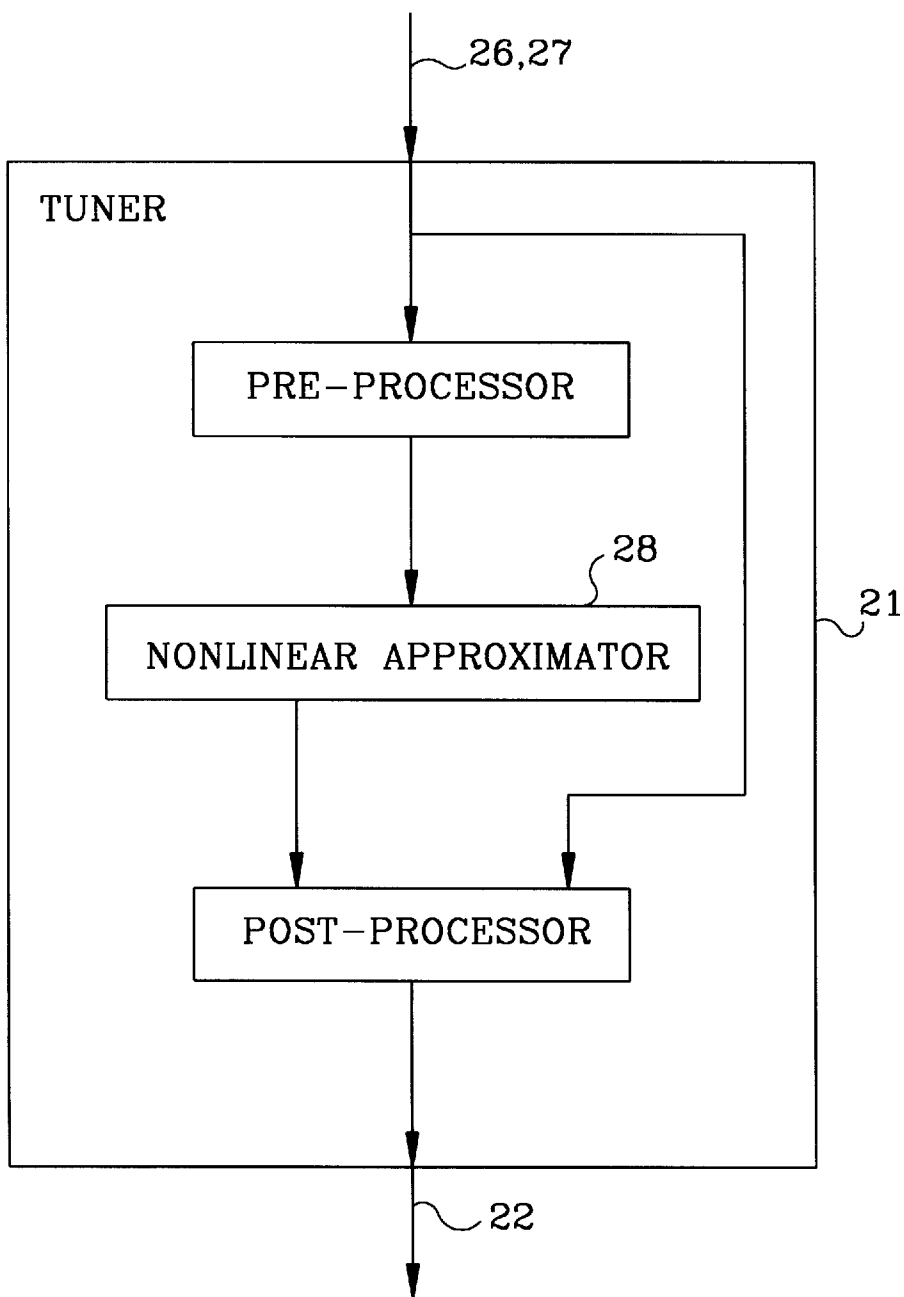 26,27
TUNER
PRE-PROCESSOR
28
21
NONLINEAR APPROXIMATOR
POST-PROCESSOR
22